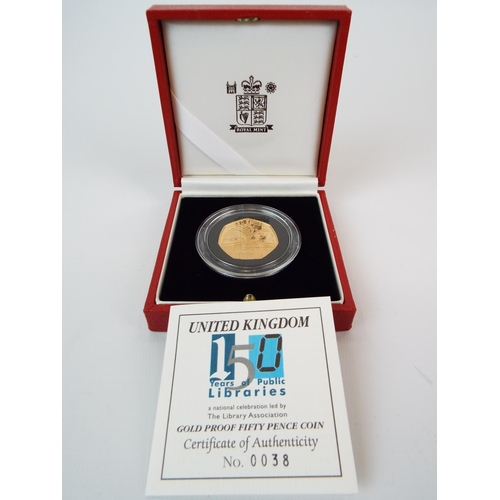 ROYAL MINT
UNITED KINGDOM
150
Years of Public
Libraries
a national celebration led by
The Library Association
GOLD PROOF FIFTY PENCE COIN
Certificate of Authenticity
No. 0038